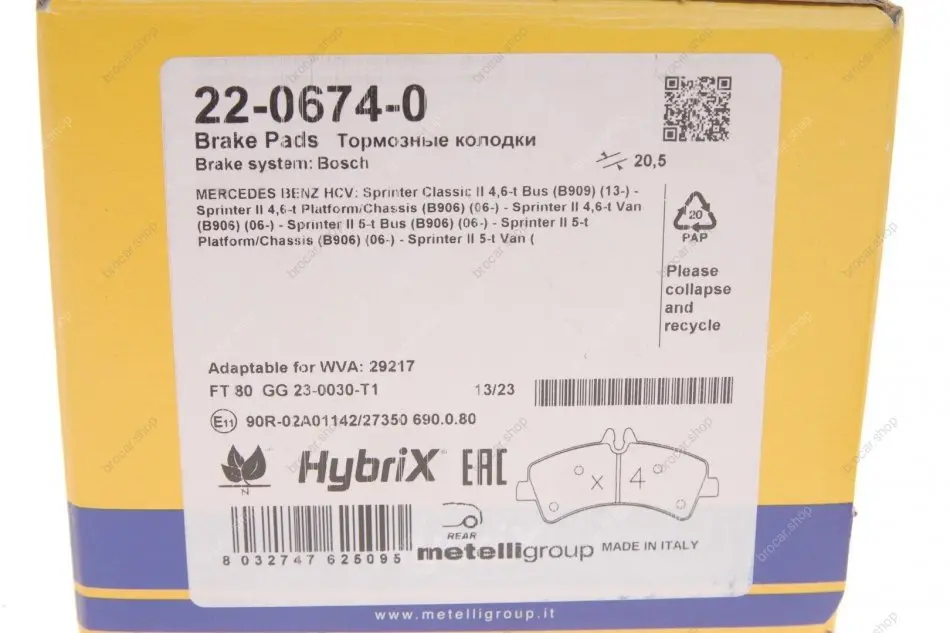 22-0674-0
Brake Pads Тормозные колодки
Brake system: Bosch
20,5
MERCEDES BENZ HCV: Sprinter Classic II 4,6-t Bus (B909) (13-) -
Sprinter II 4,6-t Platform/Chassis (B906) (06-) - Sprinter II 4,6-t Van
(B906) (06-) - Sprinter II 5-t Bus (B906) (06-) - Sprinter II 5-t
Platform/Chassis (B906) (06-) - Sprinter II 5-t Van (
20
PAP
Please
collapse
and
recycle
Adaptable for WVA: 29217
FT 80 GG 23-0030-T1 13/23
E11 90R-02A01142/27350 690.0.80
N
HybriX EAC
x 4
REAR
8 032747 625095
metelligroup MADE IN ITALY
www.metelligroup.it
brocar.shop